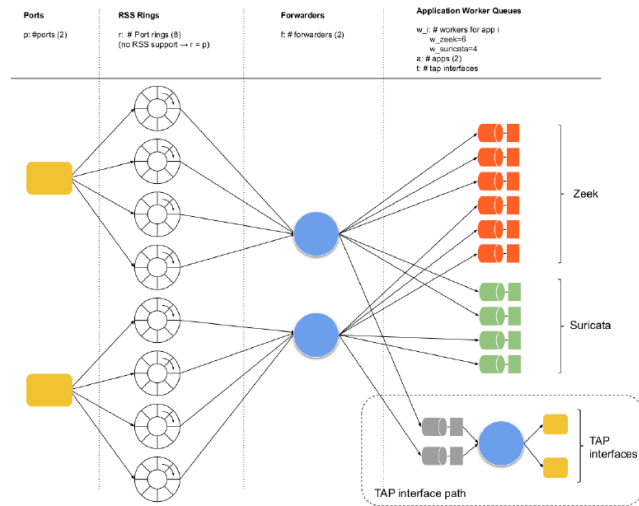 Ports
p: #ports (2)
RSS Rings
r: # Port rings (8)
(no RSS support → r = p)
Forwarders
f: # forwarders (2)
Application Worker Queues
w_i: # workers for app i
w_zeek=6
w_suricata=4
a: # apps (2)
t: # tap interfaces
Zeek
Suricata
TAP
interfaces
TAP interface path